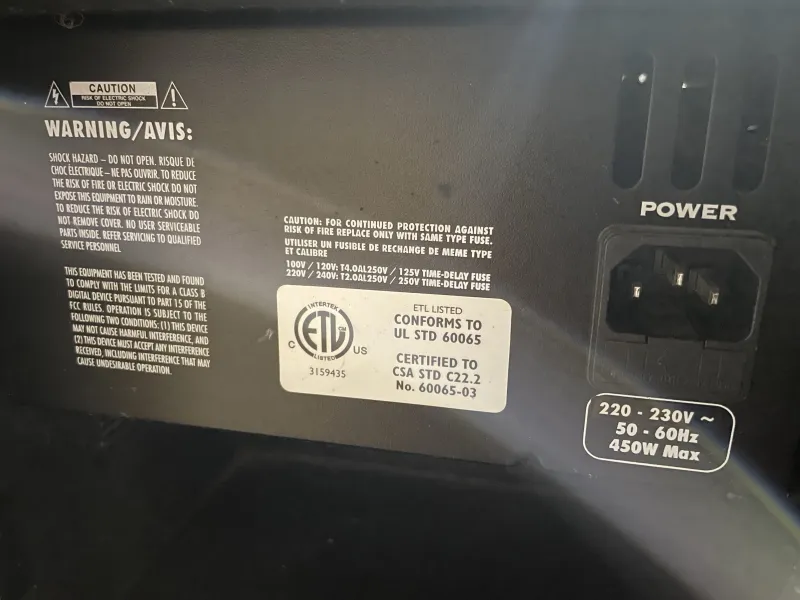 CAUTION
RISK OF ELECTRIC SHOCK
DO NOT OPEN
WARNING/AVIS:
SHOCK HAZARD – DO NOT OPEN. RISQUE DE
CHOC ÉLECTRIQUE – NE PAS OUVRIR. TO REDUCE
THE RISK OF FIRE OR ELECTRIC SHOCK DO NOT
EXPOSE THIS EQUIPMENT TO RAIN OR MOISTURE.
TO REDUCE THE RISK OF ELECTRIC SHOCK DO
NOT REMOVE COVER. NO USER SERVICEABLE
PARTS INSIDE. REFER SERVICING TO QUALIFIED
SERVICE PERSONNEL.
THIS EQUIPMENT HAS BEEN TESTED AND FOUND
TO COMPLY WITH THE LIMITS FOR A CLASS B
DIGITAL DEVICE PURSUANT TO PART 15 OF THE
FCC RULES. OPERATION IS SUBJECT TO THE
FOLLOWING TWO CONDITIONS: (1) THIS DEVICE
MAY NOT CAUSE HARMFUL INTERFERENCE, AND
(2) THIS DEVICE MUST ACCEPT ANY INTERFERENCE
RECEIVED, INCLUDING INTERFERENCE THAT MAY
CAUSE UNDESIRABLE OPERATION.
CAUTION: FOR CONTINUED PROTECTION AGAINST
RISK OF FIRE REPLACE ONLY WITH SAME TYPE FUSE.
UTILISER UN FUSIBLE DE RECHANGE DE MEME TYPE
ET CALIBRE
100V / 120V: T4.0AL250V / 125V TIME-DELAY FUSE
220V / 240V: T2.0AL250V / 250V TIME-DELAY FUSE
INTERTEK
ETL CM
LISTED
C US
3159435
ETL LISTED
CONFORMS TO
UL STD 60065
CERTIFIED TO
CSA STD C22.2
No. 60065-03
POWER
220 - 230V ~
50 - 60Hz
450W Max